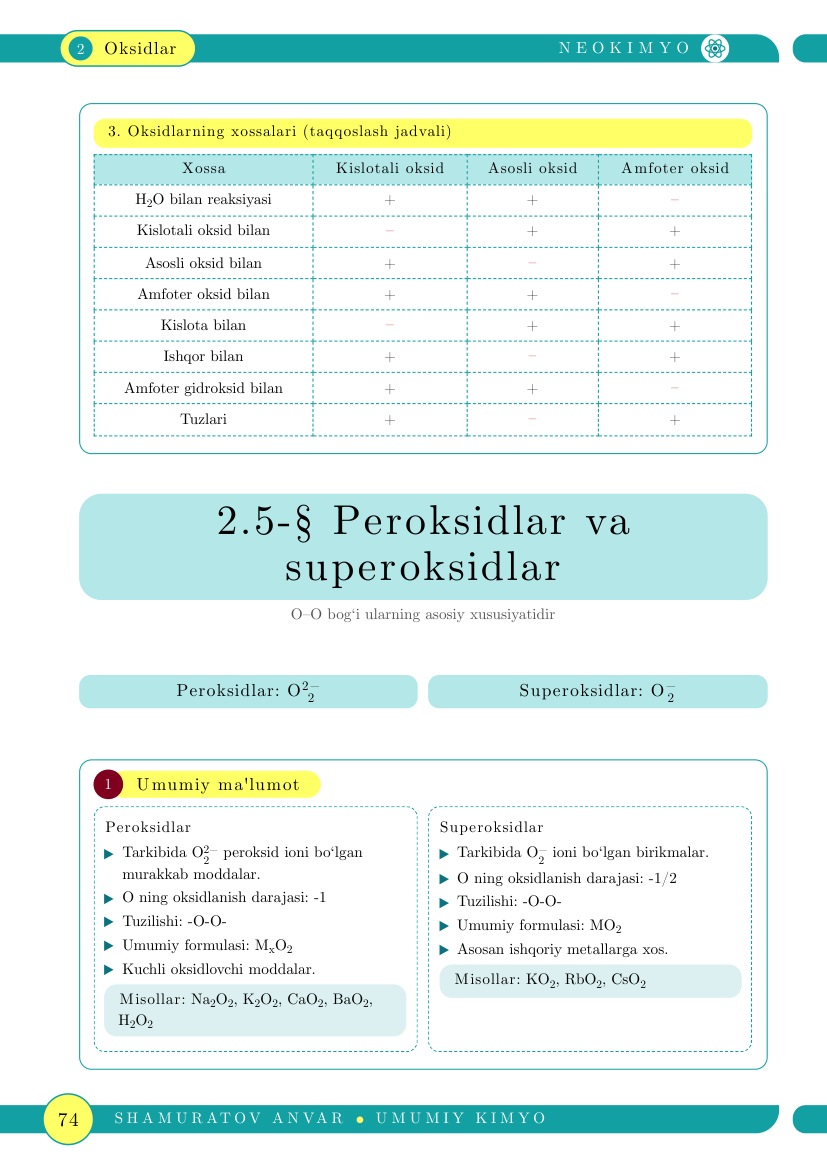 2 Oksidlar
NEOKIMYO
3. Oksidlarning xossalari (taqqoslash jadvali)
Xossa Kislotali oksid Asosli oksid Amfoter oksid
H₂O bilan reaksiyasi + + –
Kislotali oksid bilan – + +
Asosli oksid bilan + – +
Amfoter oksid bilan + + –
Kislota bilan – + +
Ishqor bilan + – +
Amfoter gidroksid bilan + + –
Tuzlari + – +
2.5-§ Peroksidlar va
superoksidlar
O–O bog‘i ularning asosiy xususiyatidir
Peroksidlar: O₂²⁻
Superoksidlar: O₂⁻
1 Umumiy ma'lumot
Peroksidlar
▶ Tarkibida O₂²⁻ peroksid ioni bo‘lgan
murakkab moddalar.
▶ O ning oksidlanish darajasi: -1
▶ Tuzilishi: -O-O-
▶ Umumiy formulasi: MₓO₂
▶ Kuchli oksidlovchi moddalar.
Misollar: Na₂O₂, K₂O₂, CaO₂, BaO₂,
H₂O₂
Superoksidlar
▶ Tarkibida O₂⁻ ioni bo‘lgan birikmalar.
▶ O ning oksidlanish darajasi: -1/2
▶ Tuzilishi: -O-O-
▶ Umumiy formulasi: MO₂
▶ Asosan ishqoriy metallarga xos.
Misollar: KO₂, RbO₂, CsO₂
74 SHAMURATOV ANVAR • UMUMIY KIMYO